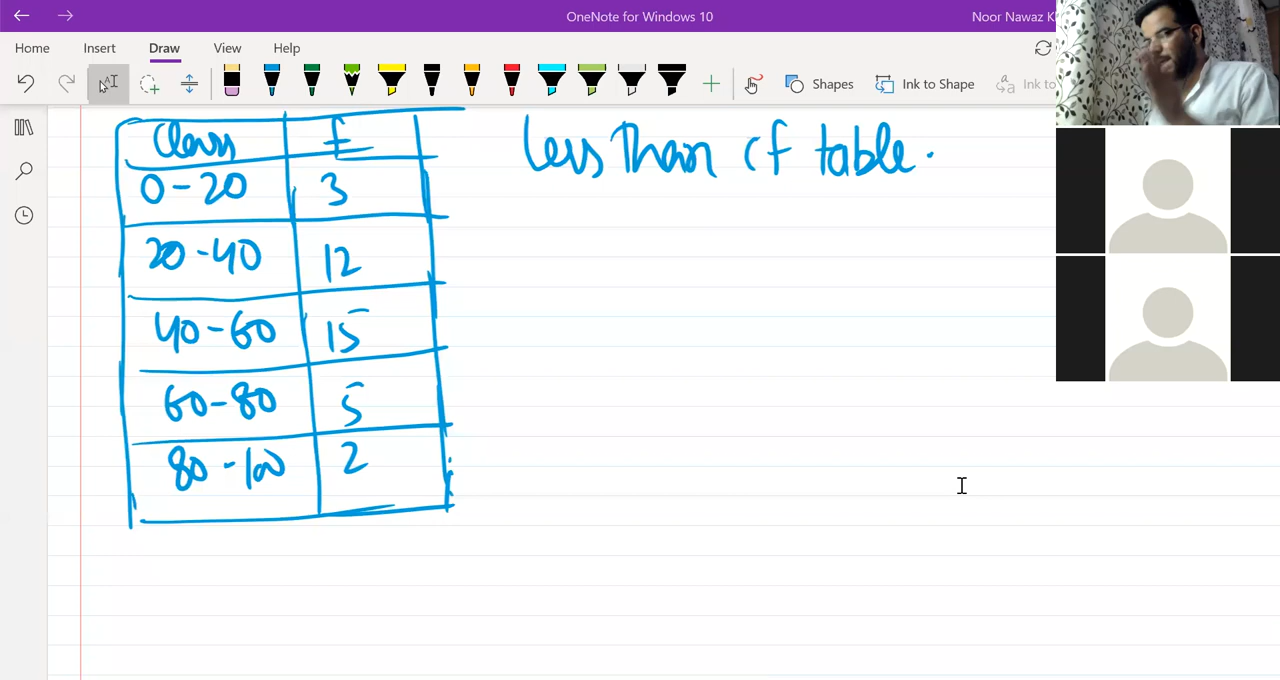 OneNote for Windows 10
Noor Nawaz K
Home Insert Draw View Help
Shapes Ink to Shape Ink to
Class F
0-20 3
20-40 12
40-60 15
60-80 5
80-100 2
less than cf table.